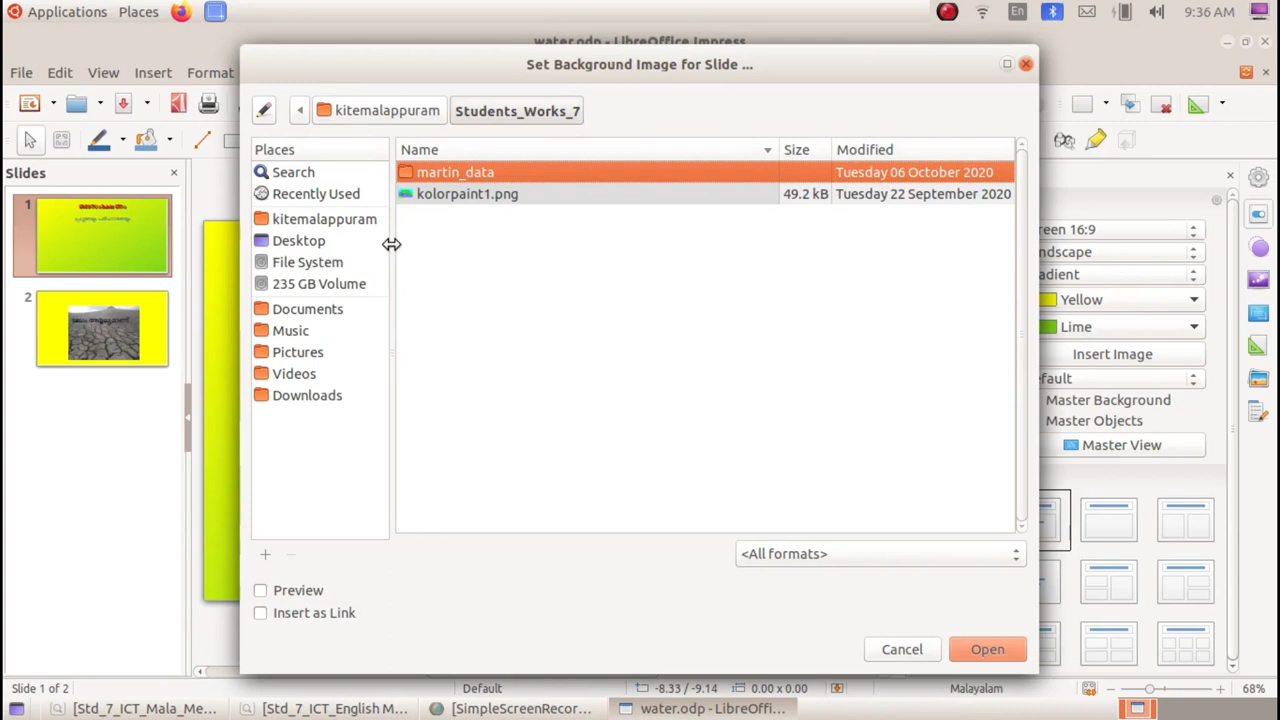 Applications Places En 9:36 AM
water.odp - LibreOffice Impress
File Edit View Insert Format
Set Background Image for Slide ...
kitemalappuram Students_Works_7
Slides
1
2
Places
Search
Recently Used
kitemalappuram
Desktop
File System
235 GB Volume
Documents
Music
Pictures
Videos
Downloads
Name Size Modified
martin_data Tuesday 06 October 2020
kolorpaint1.png 49.2 kB Tuesday 22 September 2020
<All formats>
Preview
Insert as Link
Cancel Open
reen 16:9
ndscape
adient
Yellow
Lime
Insert Image
efault
Master Background
Master Objects
Master View
Slide 1 of 2 Default -8.33 / -9.14 0.00 x 0.00 Malayalam 68%
[Std_7_ICT_Mala_Me... [Std_7_ICT_English M... [SimpleScreenRecor... water.odp - LibreOffi...